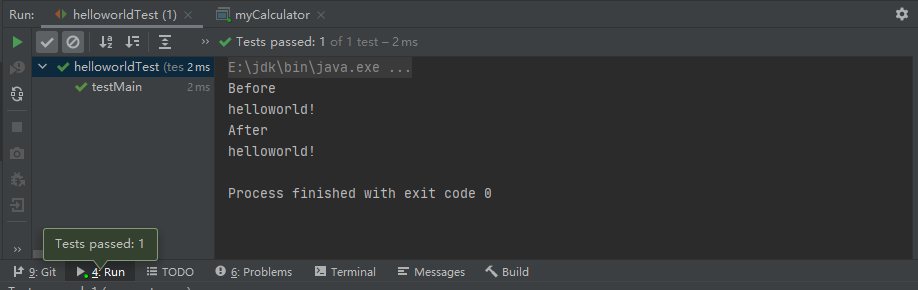 Run: helloworldTest (1) × myCalculator ×
» Tests passed: 1 of 1 test – 2 ms
helloworldTest (tes 2 ms
testMain 2 ms
E:\jdk\bin\java.exe ...
Before
helloworld!
After
helloworld!
Process finished with exit code 0
Tests passed: 1
»
9: Git 4: Run TODO 6: Problems Terminal Messages Build